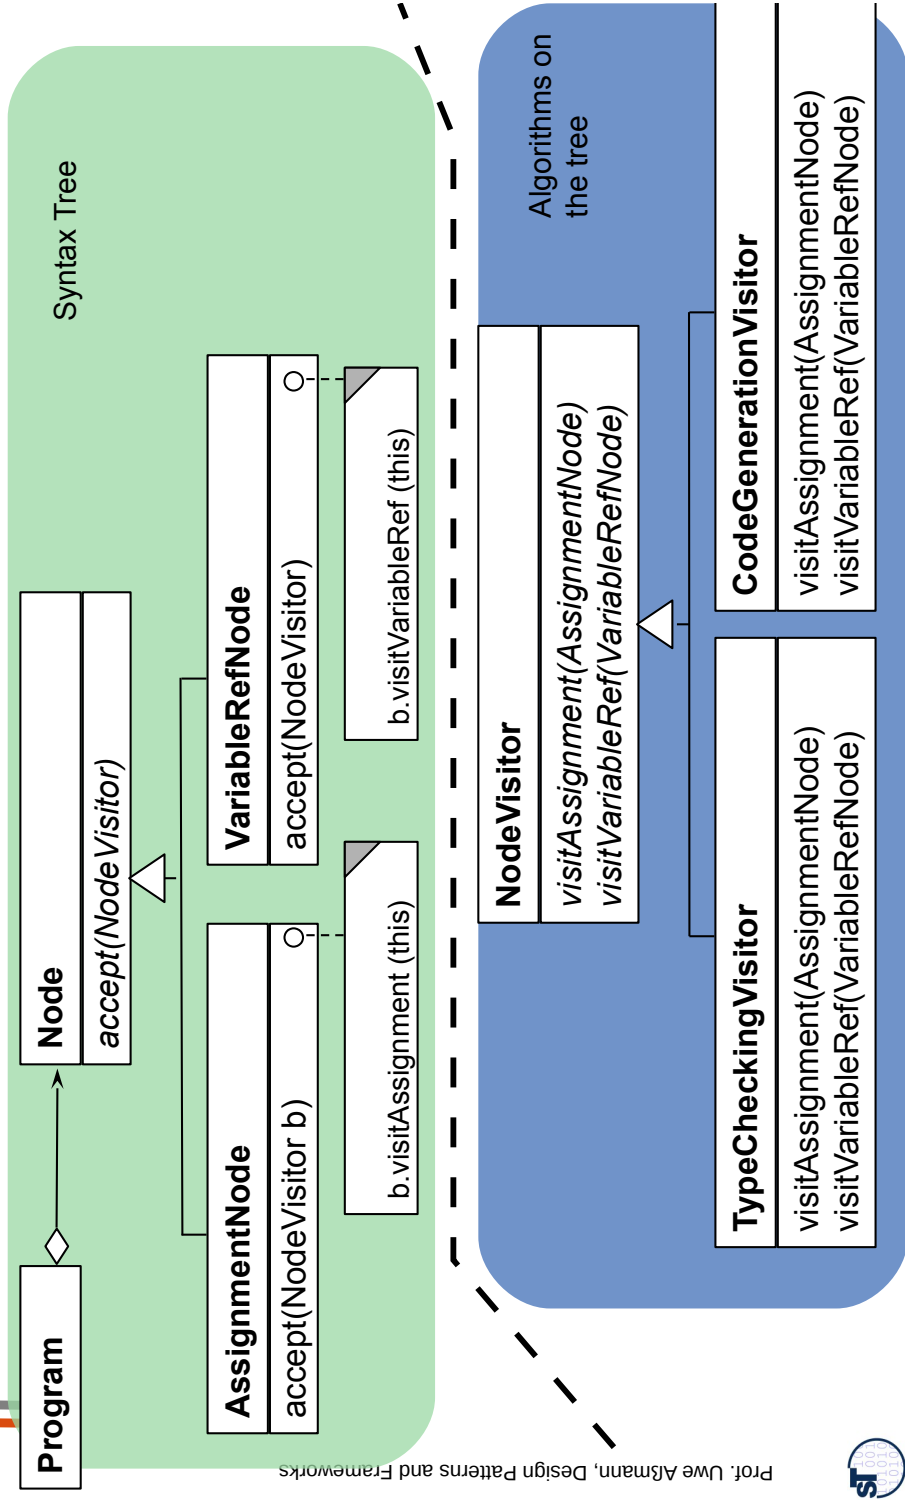 Syntax Tree
Program
Node
accept(NodeVisitor)
AssignmentNode
accept(NodeVisitor b)
b.visitAssignment (this)
VariableRefNode
accept(NodeVisitor)
b.visitVariableRef (this)
Algorithms on
the tree
NodeVisitor
visitAssignment(AssignmentNode)
visitVariableRef(VariableRefNode)
TypeCheckingVisitor
visitAssignment(AssignmentNode)
visitVariableRef(VariableRefNode)
CodeGenerationVisitor
visitAssignment(AssignmentNode)
visitVariableRef(VariableRefNode)
Prof. Uwe Aßmann, Design Patterns and Frameworks
ST